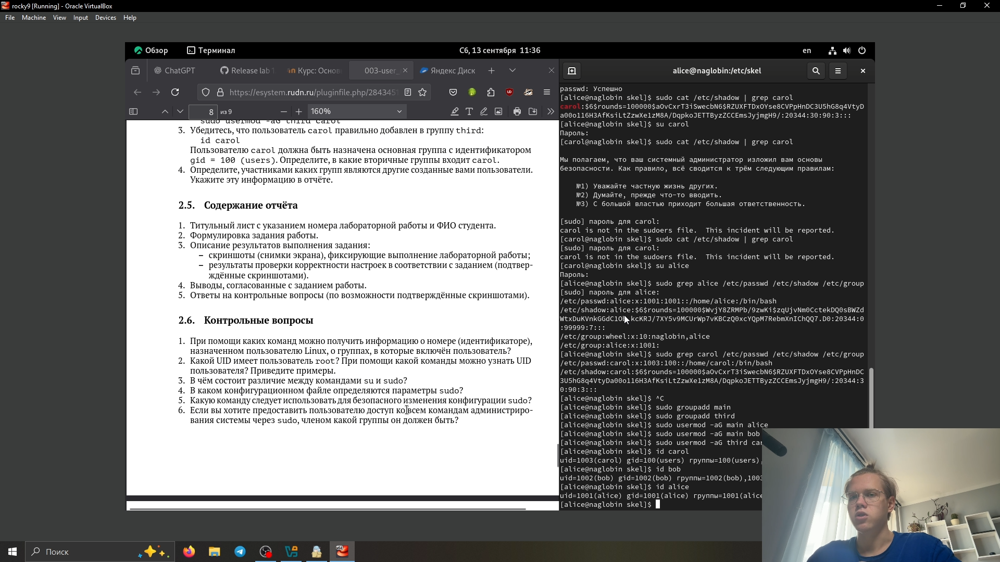 rocky9 [Running] - Oracle VirtualBox
File Machine View Input Devices Help
Обзор Терминал Сб, 13 сентября 11:36 en
ChatGPT Release lab 1 Курс: Основ 003-user_ Яндекс Диск
https://esystem.rudn.ru/pluginfile.php/2843451
8 из 9 160%
sudo usermod -aG third carol
3. Убедитесь, что пользователь carol правильно добавлен в группу third:
id carol
Пользователю carol должна быть назначена основная группа с идентификатором
gid = 100 (users). Определите, в какие вторичные группы входит carol.
4. Определите, участниками каких групп являются другие созданные вами пользователи.
Укажите эту информацию в отчёте.
2.5. Содержание отчёта
1. Титульный лист с указанием номера лабораторной работы и ФИО студента.
2. Формулировка задания работы.
3. Описание результатов выполнения задания:
– скриншоты (снимки экрана), фиксирующие выполнение лабораторной работы;
– результаты проверки корректности настроек в соответствии с заданием (подтвер-
ждённые скриншотами).
4. Выводы, согласованные с заданием работы.
5. Ответы на контрольные вопросы (по возможности подтверждённые скриншотами).
2.6. Контрольные вопросы
1. При помощи каких команд можно получить информацию о номере (идентификаторе),
назначенном пользователю Linux, о группах, в которые включён пользователь?
2. Какой UID имеет пользователь root? При помощи какой команды можно узнать UID
пользователя? Приведите примеры.
3. В чём состоит различие между командами su и sudo?
4. В каком конфигурационном файле определяются параметры sudo?
5. Какую команду следует использовать для безопасного изменения конфигурации sudo?
6. Если вы хотите предоставить пользователю доступ ко всем командам администриро-
вания системы через sudo, членом какой группы он должен быть?
alice@naglobin:/etc/skel
passwd: Успешно
[alice@naglobin skel]$ sudo cat /etc/shadow | grep carol
carol:$6$rounds=100000$aOvCxrT3iSwecbN6$RZUXFTDxOYse8CVPpHnDC3U5hG8q4VtyD
a00o116H3AfKsiLtZzwXe1zM8A/DqpkoJETTByzZCCEmsJyjmgH9/:20344:30:90:3:::
[alice@naglobin skel]$ su carol
Пароль:
[carol@naglobin skel]$ sudo cat /etc/shadow | grep carol
Мы полагаем, что ваш системный администратор изложил вам основы
безопасности. Как правило, всё сводится к трём следующим правилам:
№1) Уважайте частную жизнь других.
№2) Думайте, прежде что-то вводить.
№3) С большой властью приходит большая ответственность.
[sudo] пароль для carol:
carol is not in the sudoers file. This incident will be reported.
[carol@naglobin skel]$ sudo cat /etc/shadow | grep carol
[sudo] пароль для carol:
carol is not in the sudoers file. This incident will be reported.
[carol@naglobin skel]$ su alice
Пароль:
[alice@naglobin skel]$ sudo grep alice /etc/passwd /etc/shadow /etc/group
[sudo] пароль для alice:
/etc/passwd:alice:x:1001:1001::/home/alice:/bin/bash
/etc/shadow:alice:$6$rounds=100000$WvjY8ZRMPb/9zwKi$zqUjvNm0CctekDQ0sBWZd
kcKRJ/7XY5v9MCUrWp7vKBCzQ0xcYQpM7RebmXnIChQQ7.D0:20344:0
:99999:7:::
/etc/group:wheel:x:10:naglobin,alice
/etc/group:alice:x:1001:
[alice@naglobin skel]$ sudo grep carol /etc/passwd /etc/shadow /etc/group
/etc/passwd:carol:x:1003:100::/home/carol:/bin/bash
/etc/shadow:carol:$6$rounds=100000$aOvCxrT3iSwecbN6$RZUXFTDxOYse8CVPpHnDC
3U5hG8q4VtyDa00o116H3AfKsiLtZzwXe1zM8A/DqpkoJETTByzZCCEmsJyjmgH9/:20344:3
0:90:3:::
[alice@naglobin skel]$ ^C
[alice@naglobin skel]$ sudo groupadd main
[alice@naglobin skel]$ sudo groupadd third
[alice@naglobin skel]$ sudo usermod -aG main alice
[alice@naglobin skel]$ sudo usermod -aG main bob
[alice@naglobin skel]$ sudo usermod -aG third car
[alice@naglobin skel]$ id carol
uid=1003(carol) gid=100(users) группы=100(users),
[alice@naglobin skel]$ id bob
uid=1002(bob) gid=1002(bob) группы=1002(bob),1003
[alice@naglobin skel]$ id alice
uid=1001(alice) gid=1001(alice) группы=1001(alice
[alice@naglobin skel]$
Поиск